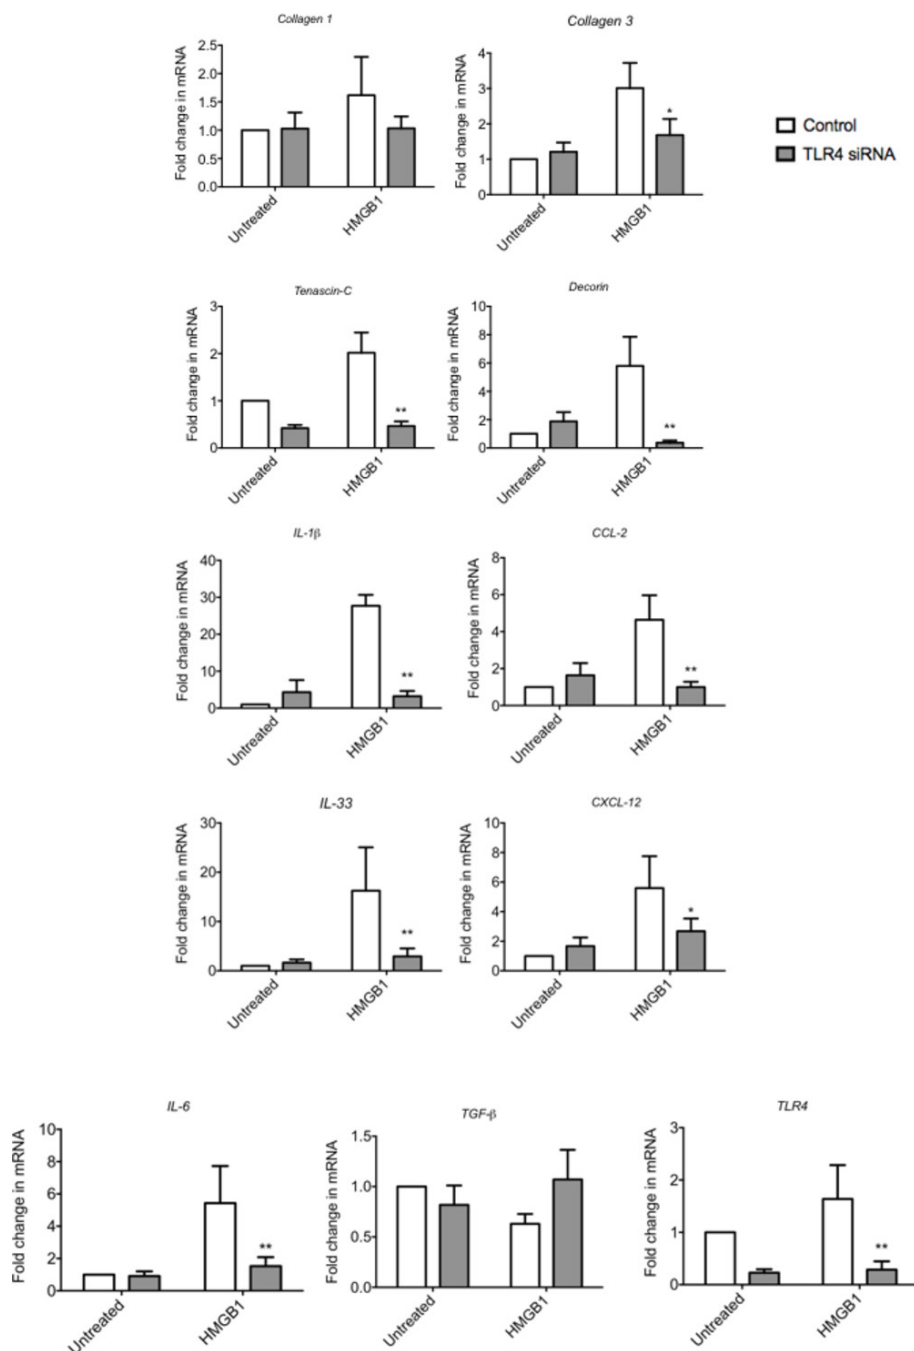 Collagen 1
Fold change in mRNA
2.5
2.0
1.5
1.0
0.5
0.0
Untreated
HMGB1
Collagen 3
Fold change in mRNA
4
3
2
1
0
*
Untreated
HMGB1
Control
TLR4 siRNA
Tenascin-C
Fold change in mRNA
3
2
1
0
**
Untreated
HMGB1
Decorin
Fold change in mRNA
10
8
6
4
2
0
**
Untreated
HMGB1
IL-1β
Fold change in mRNA
40
30
20
10
0
**
Untreated
HMGB1
CCL-2
Fold change in mRNA
8
6
4
2
0
**
Untreated
HMGB1
IL-33
Fold change in mRNA
30
20
10
0
**
Untreated
HMGB1
CXCL-12
Fold change in mRNA
10
8
6
4
2
0
*
Untreated
HMGB1
IL-6
Fold change in mRNA
10
8
6
4
2
0
**
Untreated
HMGB1
TGF-β
Fold change in mRNA
1.5
1.0
0.5
0.0
Untreated
HMGB1
TLR4
Fold change in mRNA
3
2
1
0
**
Untreated
HMGB1